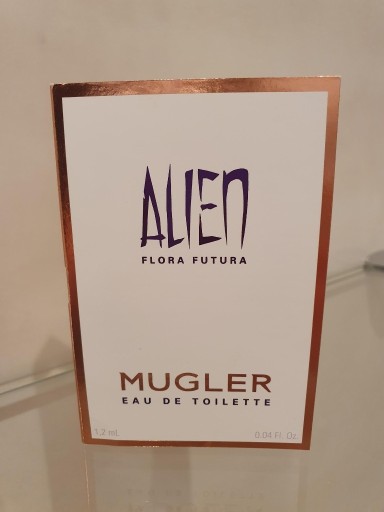 ALIEN
FLORA FUTURA
MUGLER
EAU DE TOILETTE
1,2 ml 0.04 Fl. Oz.